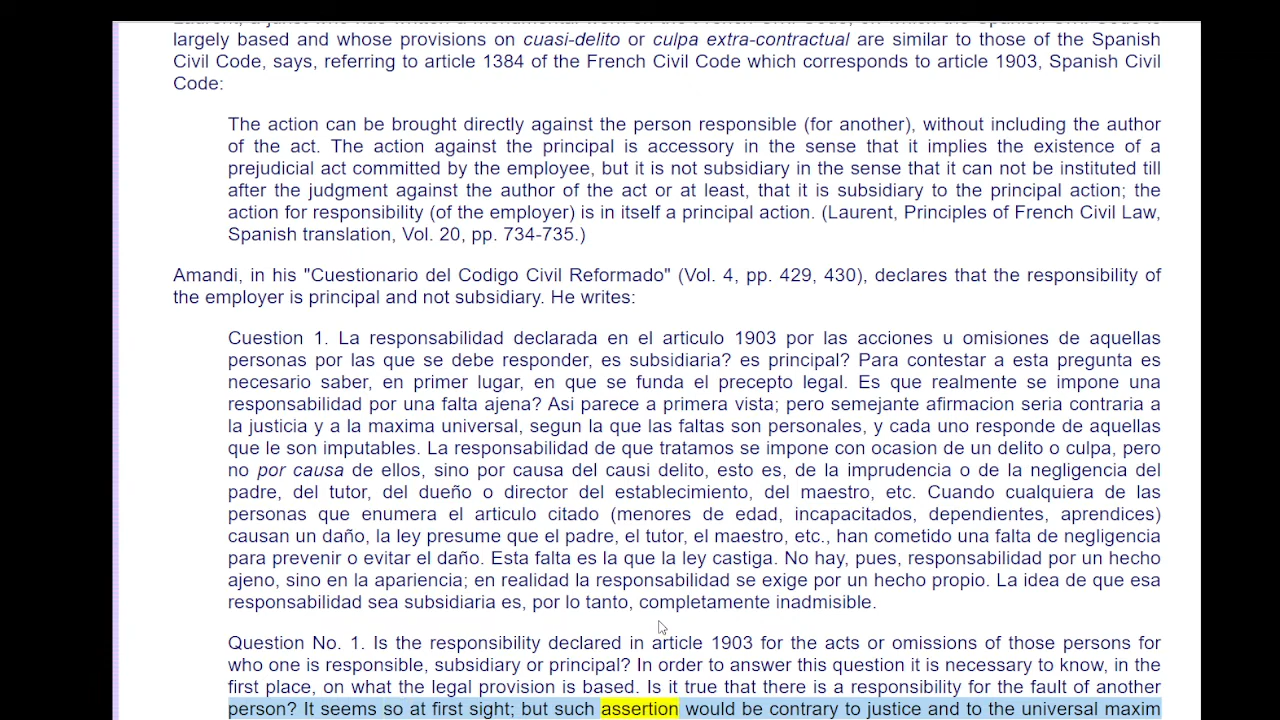 largely based and whose provisions on cuasi-delito or culpa extra-contractual are similar to those of the Spanish
Civil Code, says, referring to article 1384 of the French Civil Code which corresponds to article 1903, Spanish Civil
Code:
The action can be brought directly against the person responsible (for another), without including the author
of the act. The action against the principal is accessory in the sense that it implies the existence of a
prejudicial act committed by the employee, but it is not subsidiary in the sense that it can not be instituted till
after the judgment against the author of the act or at least, that it is subsidiary to the principal action; the
action for responsibility (of the employer) is in itself a principal action. (Laurent, Principles of French Civil Law,
Spanish translation, Vol. 20, pp. 734-735.)
Amandi, in his "Cuestionario del Codigo Civil Reformado" (Vol. 4, pp. 429, 430), declares that the responsibility of
the employer is principal and not subsidiary. He writes:
Cuestion 1. La responsabilidad declarada en el articulo 1903 por las acciones u omisiones de aquellas
personas por las que se debe responder, es subsidiaria? es principal? Para contestar a esta pregunta es
necesario saber, en primer lugar, en que se funda el precepto legal. Es que realmente se impone una
responsabilidad por una falta ajena? Asi parece a primera vista; pero semejante afirmacion seria contraria a
la justicia y a la maxima universal, segun la que las faltas son personales, y cada uno responde de aquellas
que le son imputables. La responsabilidad de que tratamos se impone con ocasion de un delito o culpa, pero
no por causa de ellos, sino por causa del causi delito, esto es, de la imprudencia o de la negligencia del
padre, del tutor, del dueño o director del establecimiento, del maestro, etc. Cuando cualquiera de las
personas que enumera el articulo citado (menores de edad, incapacitados, dependientes, aprendices)
causan un daño, la ley presume que el padre, el tutor, el maestro, etc., han cometido una falta de negligencia
para prevenir o evitar el daño. Esta falta es la que la ley castiga. No hay, pues, responsabilidad por un hecho
ajeno, sino en la apariencia; en realidad la responsabilidad se exige por un hecho propio. La idea de que esa
responsabilidad sea subsidiaria es, por lo tanto, completamente inadmisible.
Question No. 1. Is the responsibility declared in article 1903 for the acts or omissions of those persons for
who one is responsible, subsidiary or principal? In order to answer this question it is necessary to know, in the
first place, on what the legal provision is based. Is it true that there is a responsibility for the fault of another
person? It seems so at first sight; but such assertion would be contrary to justice and to the universal maxim